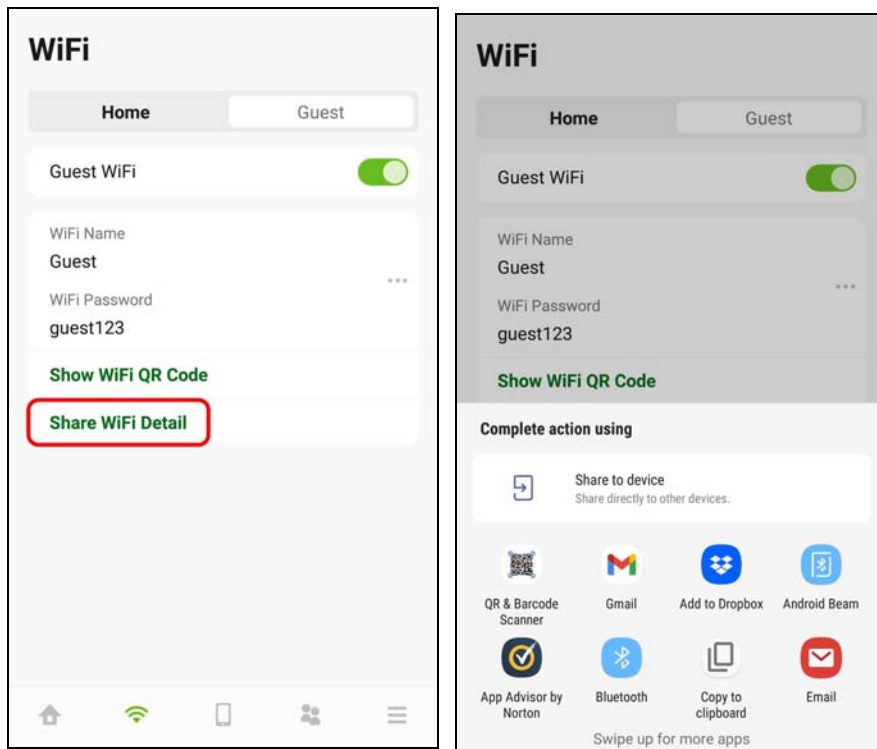 WiFi
Home Guest
Guest WiFi
WiFi Name
Guest
WiFi Password
guest123
Show WiFi QR Code
Share WiFi Detail
WiFi
Home Guest
Guest WiFi
WiFi Name
Guest
WiFi Password
guest123
Show WiFi QR Code
Complete action using
Share to device
Share directly to other devices.
QR & Barcode Scanner
Gmail
Add to Dropbox
Android Beam
App Advisor by Norton
Bluetooth
Copy to clipboard
Email
Swipe up for more apps